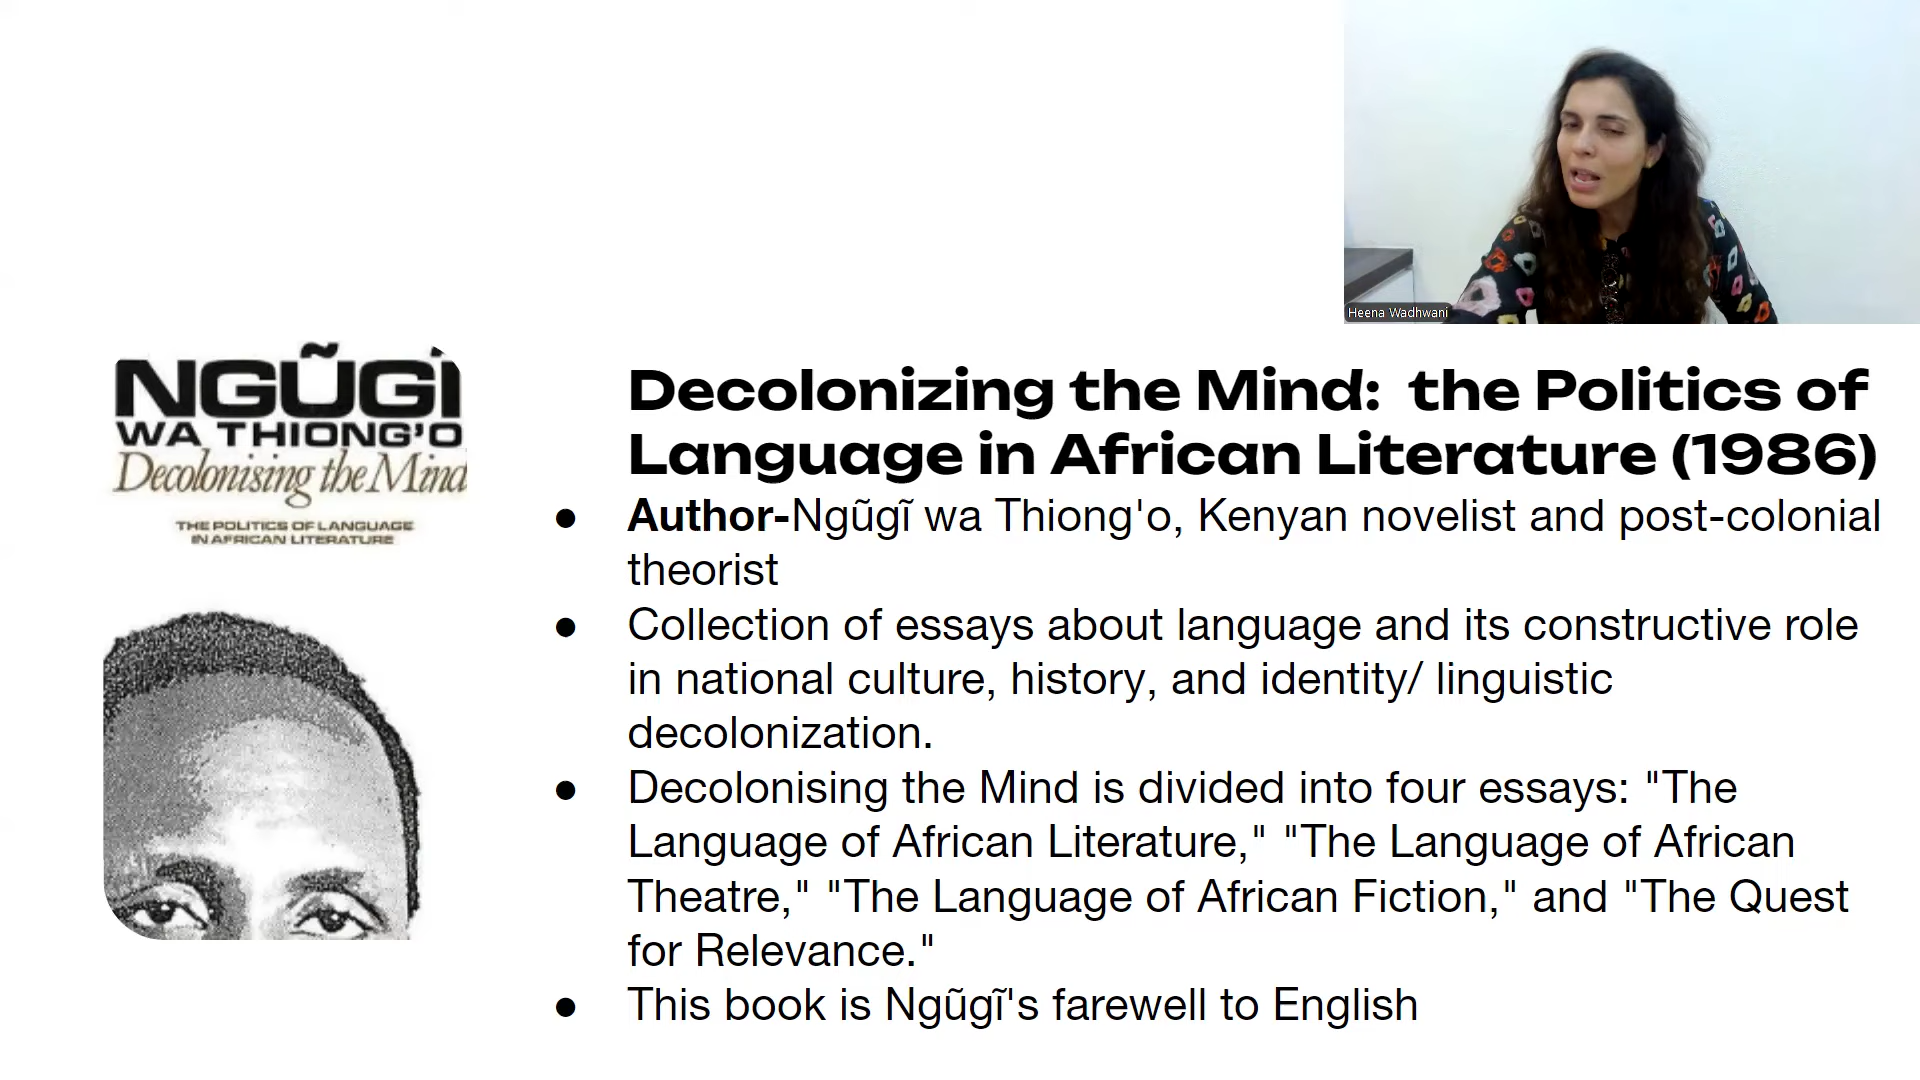 Heena Wadhwani
NGŨGĨ
WA THIONG'O
Decolonising the Mind
THE POLITICS OF LANGUAGE
IN AFRICAN LITERATURE
Decolonizing the Mind: the Politics of
Language in African Literature (1986)
● Author-Ngũgĩ wa Thiong'o, Kenyan novelist and post-colonial
theorist
● Collection of essays about language and its constructive role
in national culture, history, and identity/ linguistic
decolonization.
● Decolonising the Mind is divided into four essays: "The
Language of African Literature," "The Language of African
Theatre," "The Language of African Fiction," and "The Quest
for Relevance."
● This book is Ngũgĩ's farewell to English